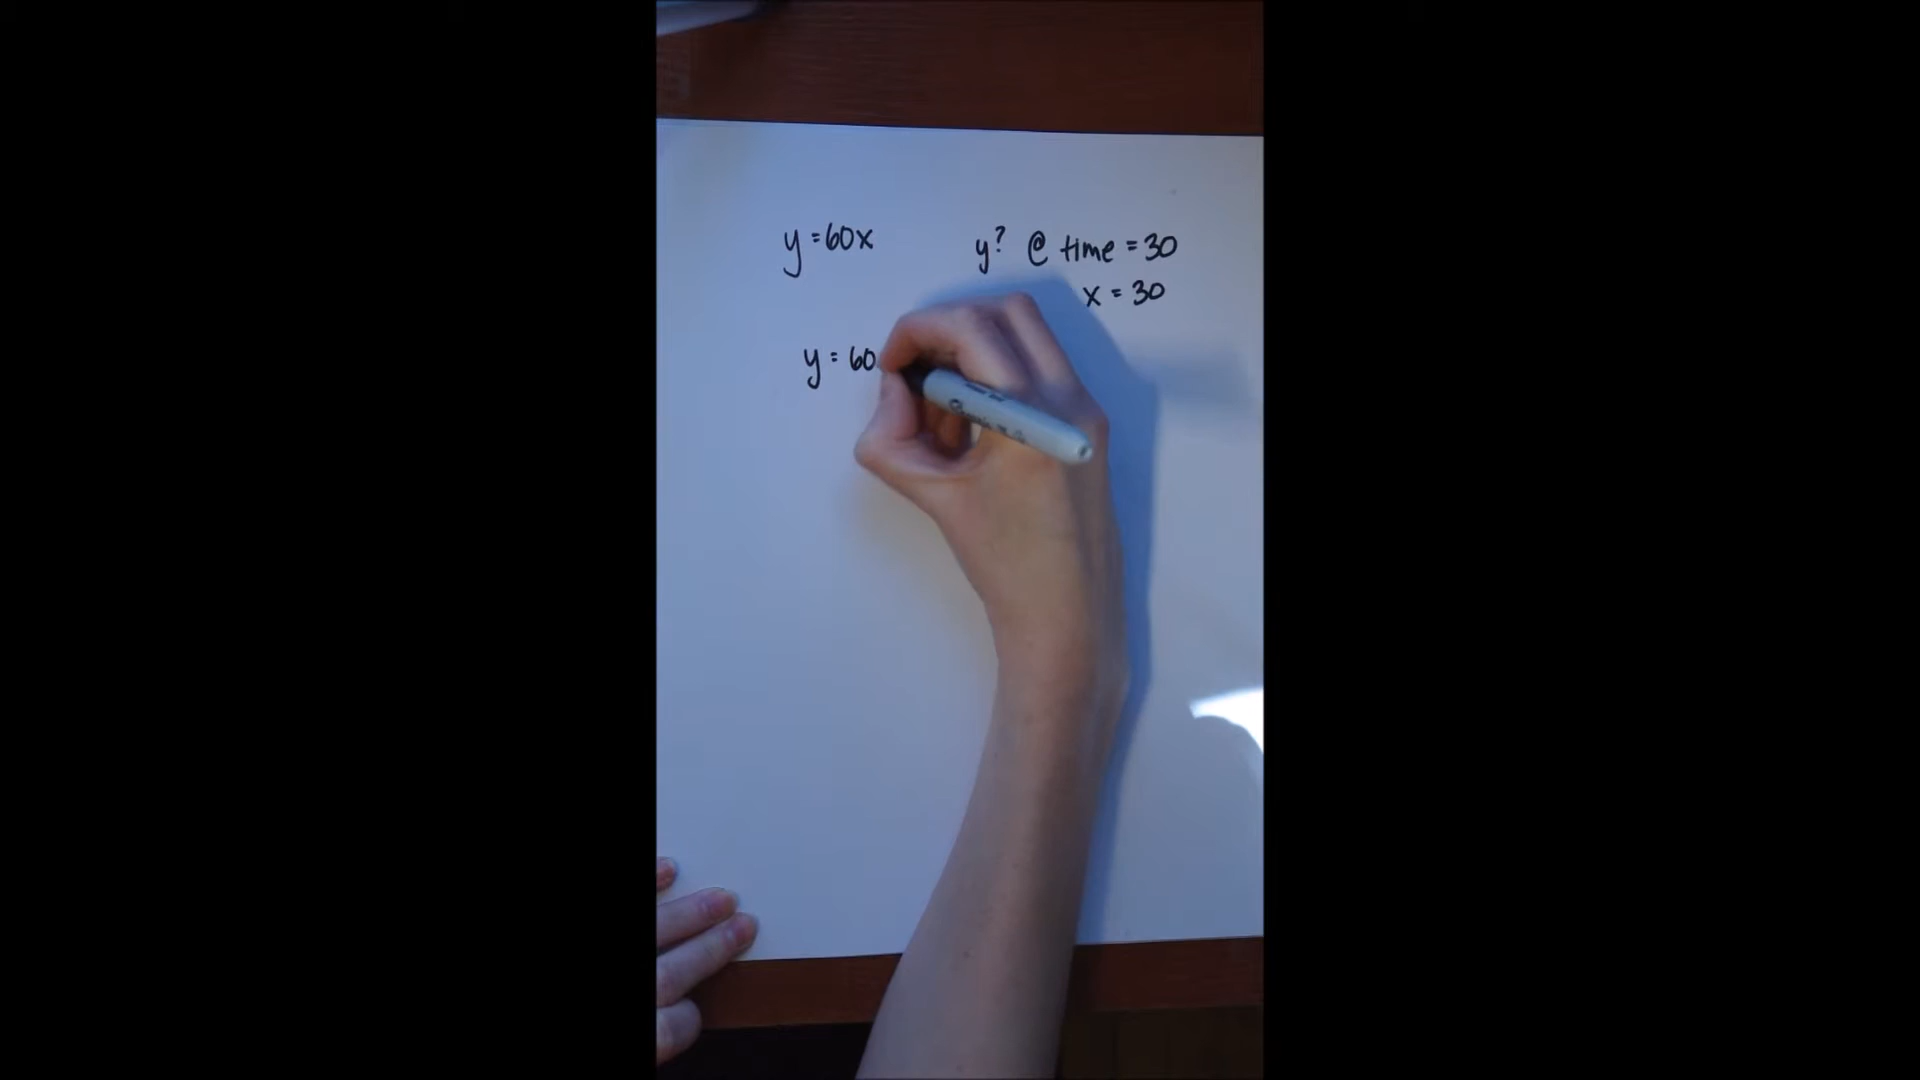 y = 60x
y? @ time = 30
x = 30
y = 60